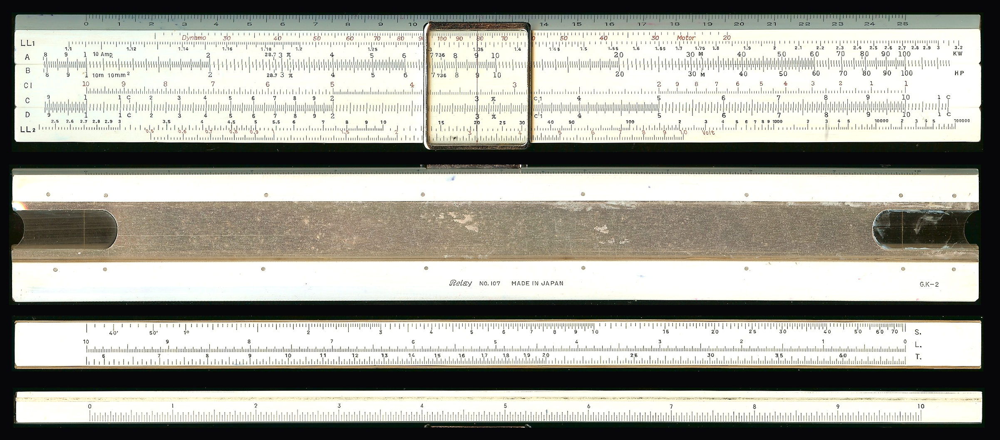 0 1 2 3 4 5 6 7 8 9 10 14 15 16 17 18 19 20 21 22 23 24 25
Dynamo 30 40 50 60 70 80 90 100 90 80 70 50 40 30 Motor 20
LL1 1.1 1.12 1.14 1.16 1.18 1.2 1.25 1.35 1.4 1.45 1.5 1.55 1.6 1.65 1.7 1.75 1.8 1.9 2 2.1 2.2 2.3 2.4 2.5 2.6 2.7 2.8 2.9 3 3.2
A 8 9 1 10 Amp. 2 28.7 3 π 4 5 6 7 736 8 9 10 20 30 M 40 50 60 70 80 90 100 KW
B 8 9 1 10m 10mm² 2 28.7 3 π 4 5 6 7 736 8 9 10 20 30 M 40 50 60 70 80 90 100 HP
CI 10 9 8 7 6 5 4 3 2 9 8 7 6 5 4 3 2 1 1
C 9 1 1 C 2 3 4 5 6 7 8 9 2 3 π C 1 4 5 6 7 8 9 10 1 C
D 9 1 1 C 2 3 4 5 6 7 8 9 2 3 π C 1 4 5 6 7 8 9 10 1 C
2.5 2.6 2.7 2.8 2.9 3 3.5 4 4.5 5 5.5 6 7 8 9 10 15 20 25 30 40 50 100 2 3 4 5 6 7 8 9 1000 2 3 4 5 10000 2 3 4 5 100000
LL2 0.5 0.6 0.7 0.8 0.9 1 1.5 2 3 4 5 6 7 8 9 10 Volt
0 1 2 3 4 5 6 7 8 9 10
Relay NO.107 MADE IN JAPAN G.K-2
40' 50' 1° 2 3 4 5 6 7 8 9 10 15 20 25 30 40 50 60 70 S.
10 9 8 7 6 5 4 3 2 1 0 L.
6 7 8 9 10 11 12 13 14 15 16 17 18 19 20 25 30 35 40 T.
0 1 2 3 4 5 6 7 8 9 10